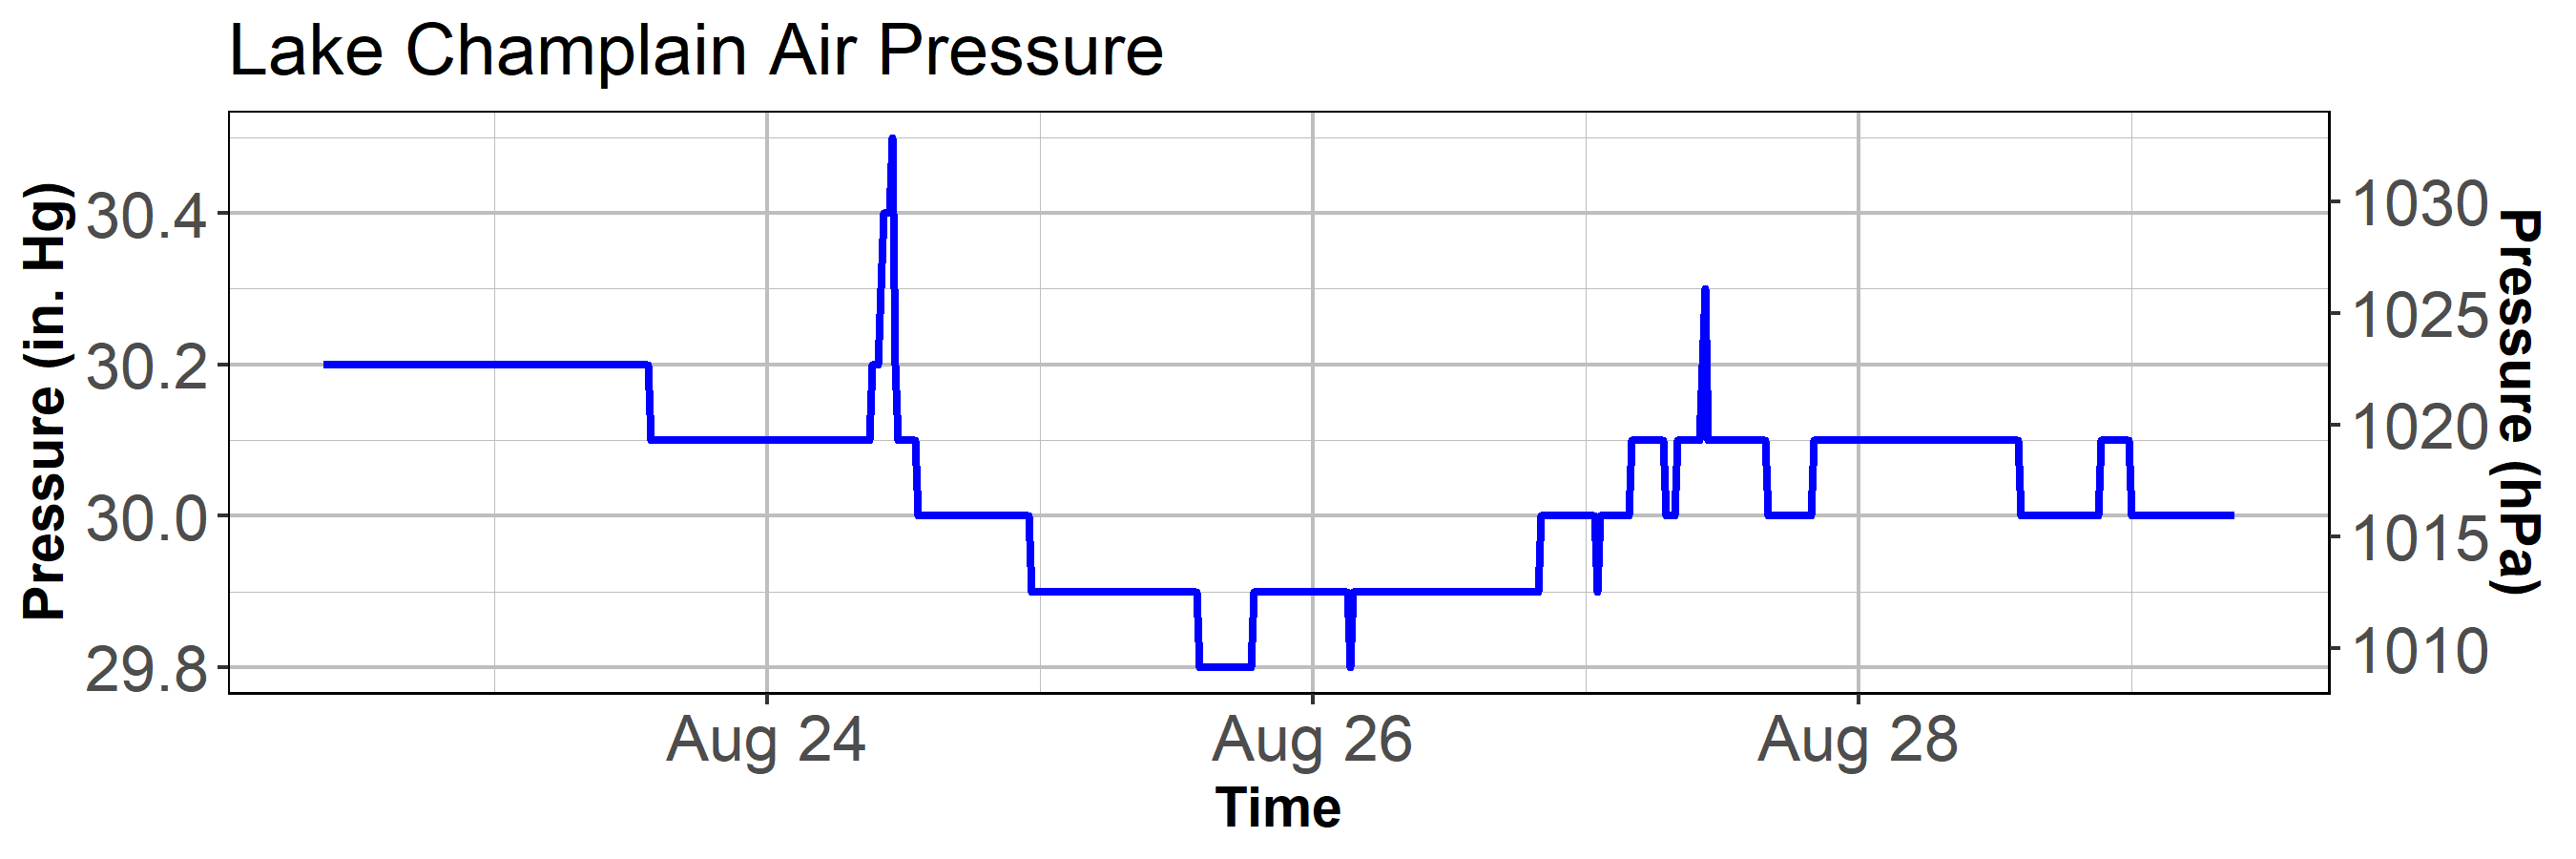 Lake Champlain Air Pressure
Pressure (in. Hg)
30.4
30.2
30.0
29.8
1030
1025
1020
1015
1010
Pressure (hPa)
Aug 24 Aug 26 Aug 28
Time